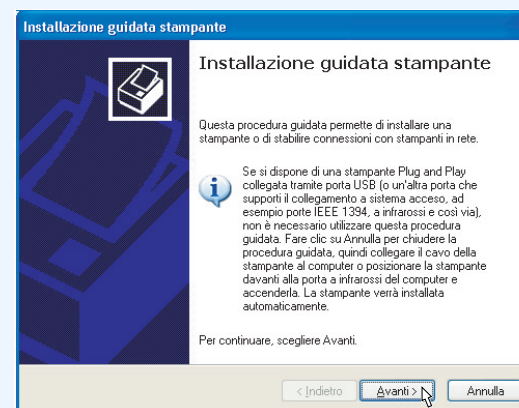 Installazione guidata stampante
Installazione guidata stampante
Questa procedura guidata permette di installare una
stampante o di stabilire connessioni con stampanti in rete.
Se si dispone di una stampante Plug and Play
collegata tramite porta USB (o un'altra porta che
supporti il collegamento a sistema acceso, ad
esempio porte IEEE 1394, a infrarossi e così via),
non è necessario utilizzare questa procedura
guidata. Fare clic su Annulla per chiudere la
procedura guidata, quindi collegare il cavo della
stampante al computer o posizionare la stampante
davanti alla porta a infrarossi del computer e
accenderla. La stampante verrà installata
automaticamente.
Per continuare, scegliere Avanti.
< Indietro Avanti > Annulla